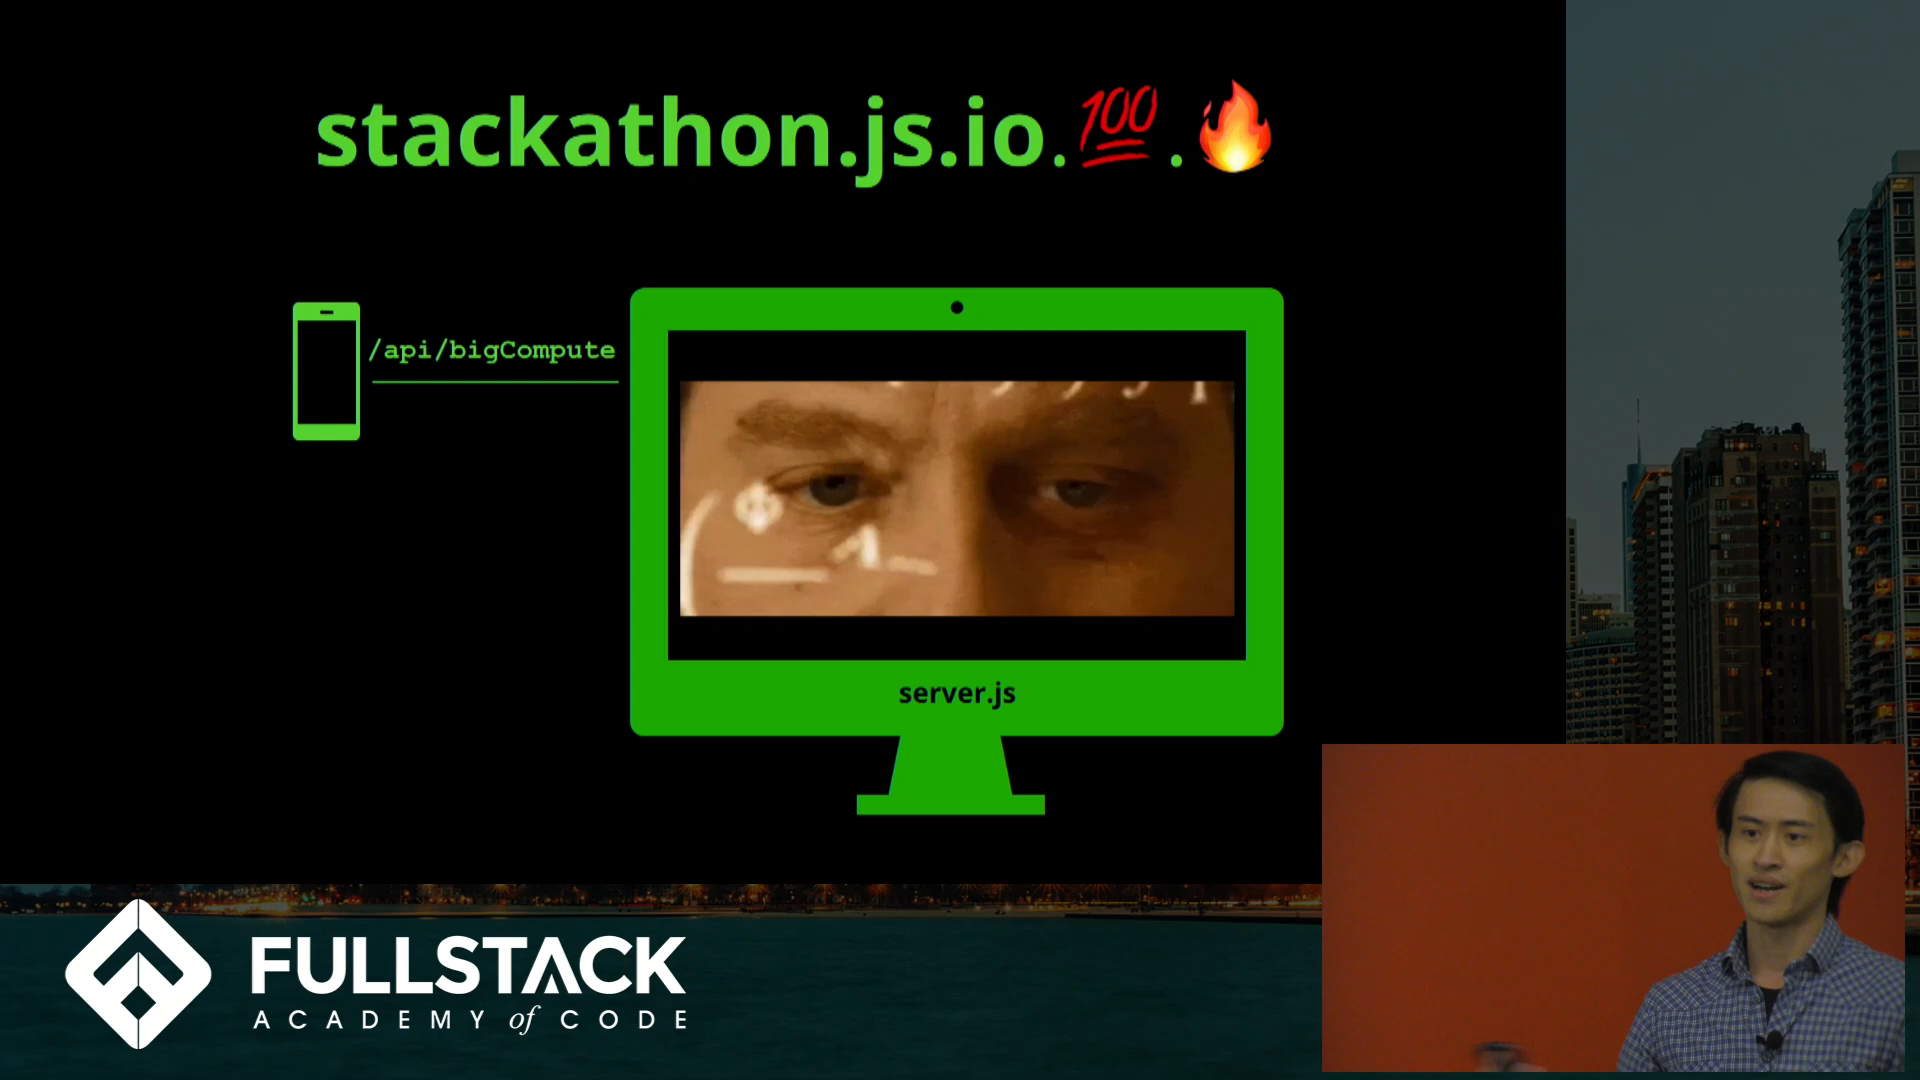 stackathon.js.io.💯.🔥
/api/bigCompute
server.js
FULLSTACK
ACADEMY of CODE